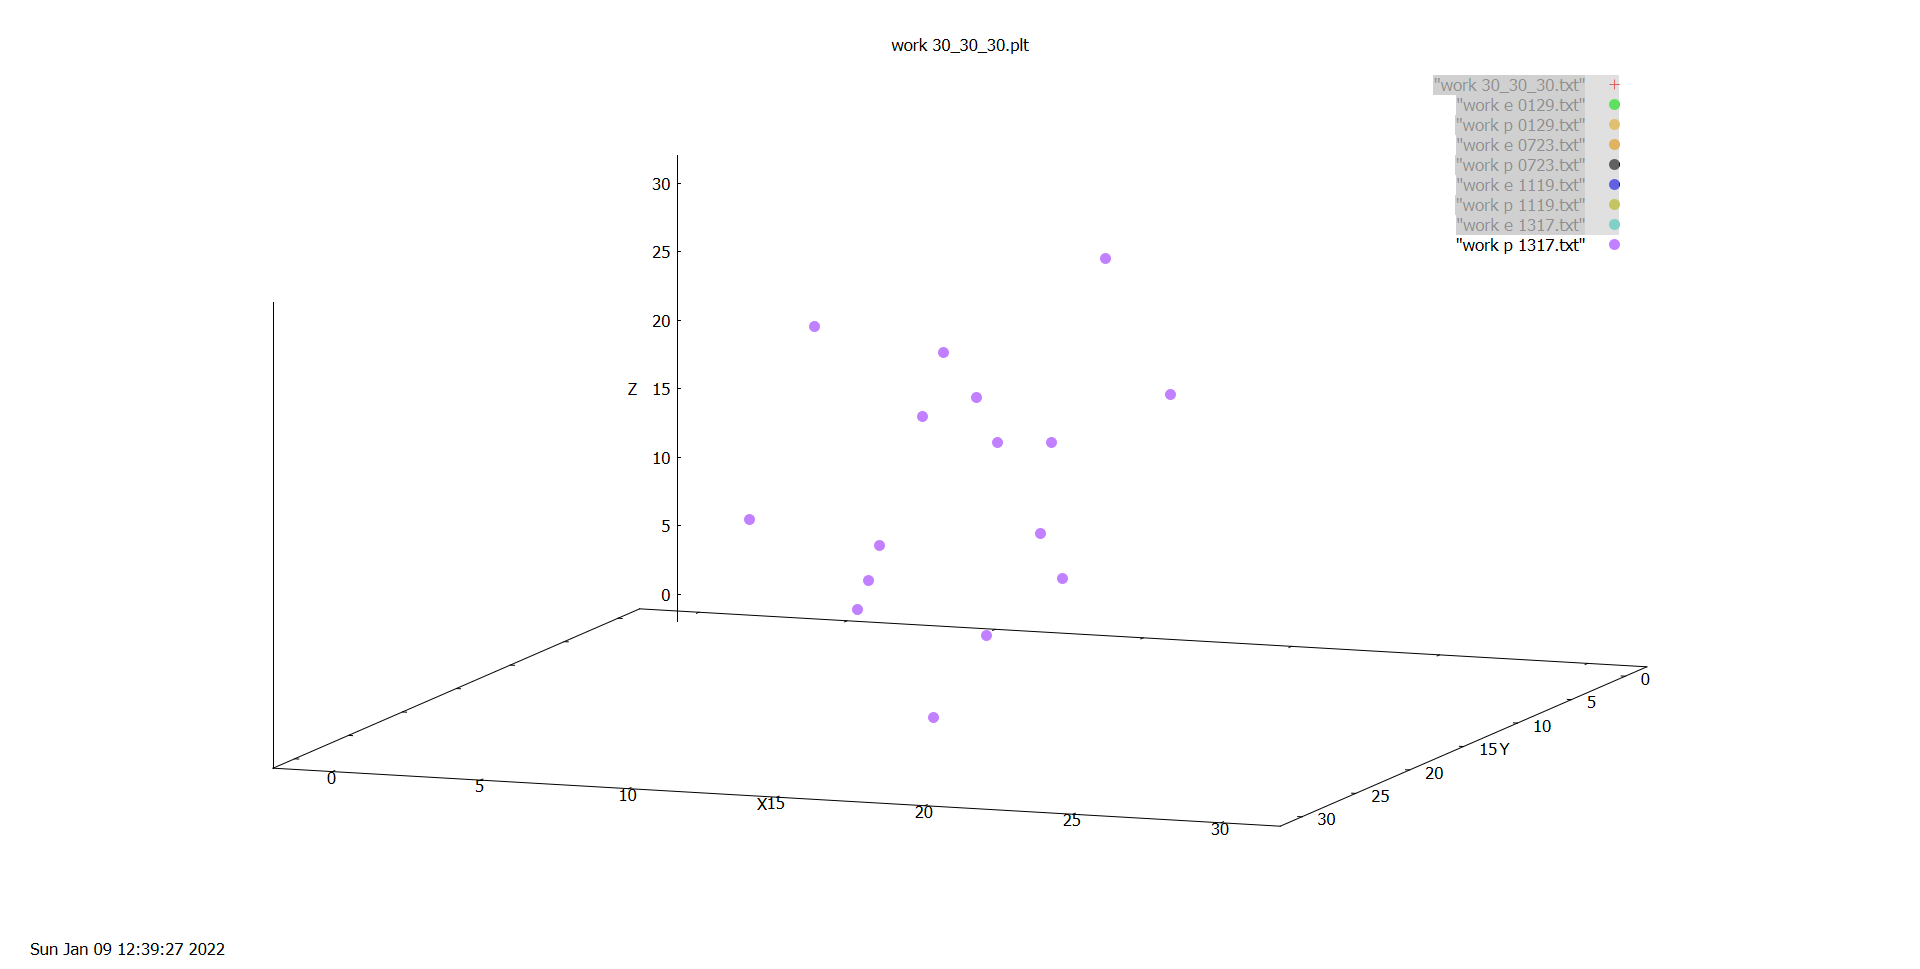 work 30_30_30.plt
"work 30_30_30.txt"
"work e 0129.txt"
"work p 0129.txt"
"work e 0723.txt"
"work p 0723.txt"
"work e 1119.txt"
"work p 1119.txt"
"work e 1317.txt"
"work p 1317.txt"
30
25
20
Z 15
10
5
0
0
5
10
15 Y
20
25
30
0
5
10
X15
20
25
30
Sun Jan 09 12:39:27 2022